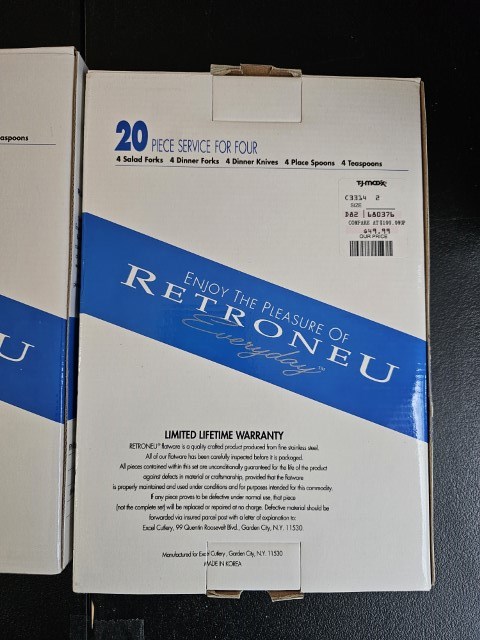 aspoons
20 PIECE SERVICE FOR FOUR
4 Salad Forks 4 Dinner Forks 4 Dinner Knives 4 Place Spoons 4 Teaspoons
T.J.maxx
C3314 2
SIZE
D82 680376
COMPARE AT $100.00UP
$49.99
OUR PRICE
ENJOY THE PLEASURE OF
RETRONEU
Everyday™
U
LIMITED LIFETIME WARRANTY
RETRONEU® flatware is a quality crafted product produced from fine stainless steel.
All of our flatware has been carefully inspected before it is packaged.
All pieces contained within this set are unconditionally guaranteed for the life of the product
against defects in material or craftsmanship, provided that the flatware
is properly maintained and used under conditions and for purposes intended for this commodity.
If any piece proves to be defective under normal use, that piece
(not the complete set) will be replaced or repaired at no charge. Defective material should be
forwarded via insured parcel post with a letter of explanation to:
Excel Cutlery, 99 Quentin Roosevelt Blvd., Garden City, N.Y. 11530.
Manufactured for Excel Cutlery, Garden City, N.Y. 11530
MADE IN KOREA